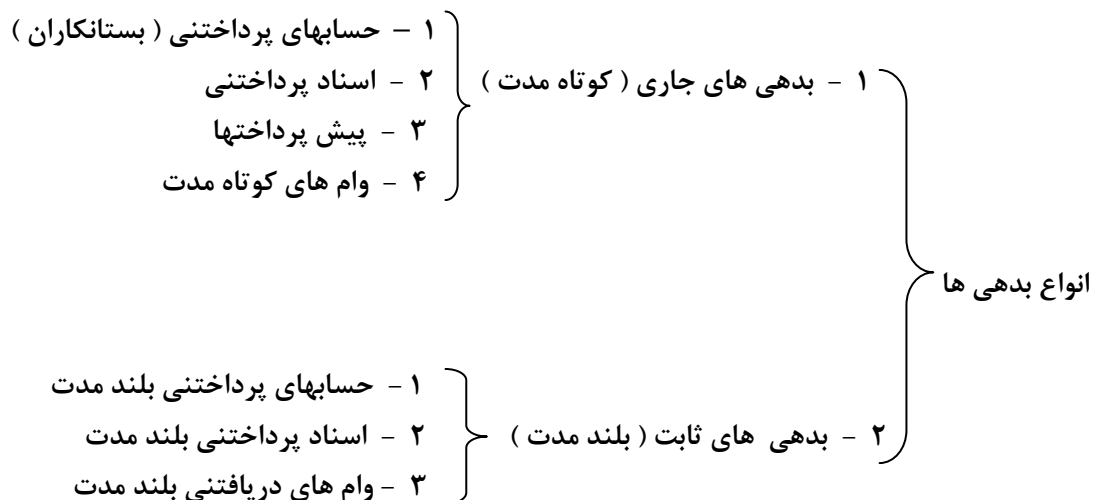 انواع بدهی ها
۱ - بدهی های جاری ( کوتاه مدت )
۱ – حسابهای پرداختنی ( بستانکاران )
۲ - اسناد پرداختنی
۳ - پیش پرداختها
۴ - وام های کوتاه مدت
۲ - بدهی های ثابت ( بلند مدت )
۱ - حسابهای پرداختنی بلند مدت
۲ - اسناد پرداختنی بلند مدت
۳ - وام های دریافتنی بلند مدت